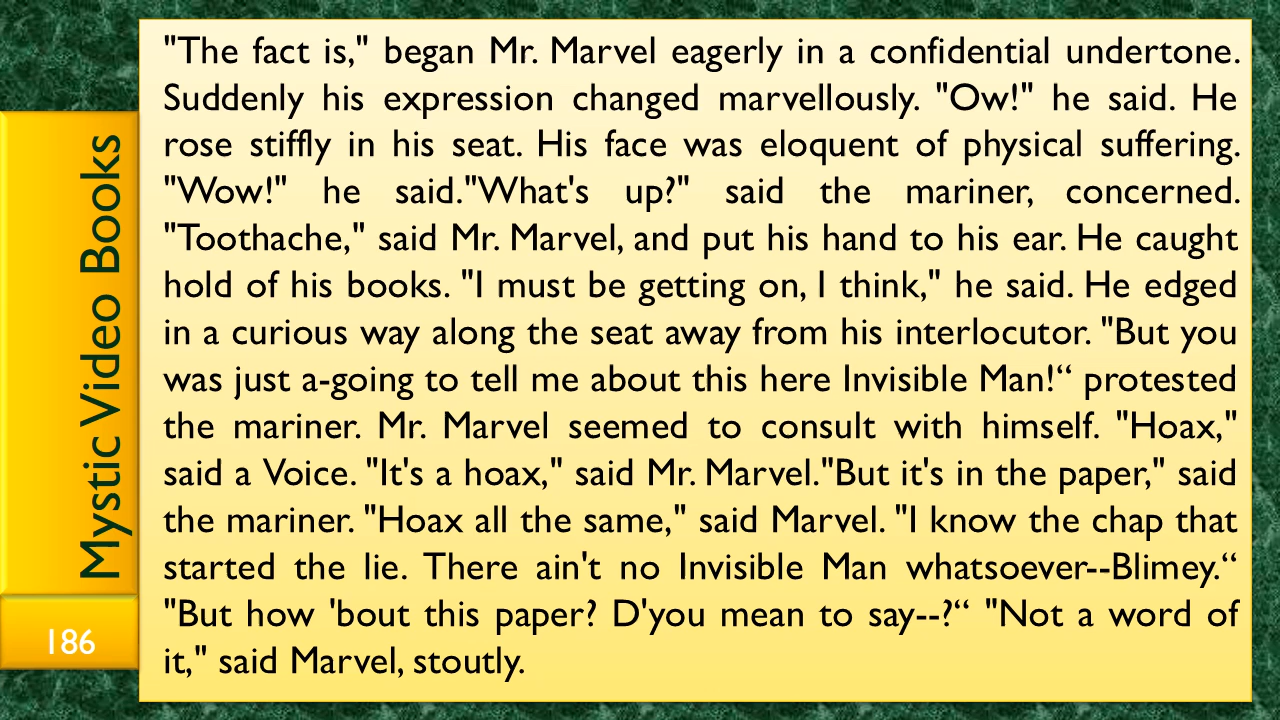 "The fact is," began Mr. Marvel eagerly in a confidential undertone.
Suddenly his expression changed marvellously. "Ow!" he said. He
rose stiffly in his seat. His face was eloquent of physical suffering.
"Wow!" he said."What's up?" said the mariner, concerned.
"Toothache," said Mr. Marvel, and put his hand to his ear. He caught
hold of his books. "I must be getting on, I think," he said. He edged
in a curious way along the seat away from his interlocutor. "But you
was just a-going to tell me about this here Invisible Man!“ protested
the mariner. Mr. Marvel seemed to consult with himself. "Hoax,"
said a Voice. "It's a hoax," said Mr. Marvel."But it's in the paper," said
the mariner. "Hoax all the same," said Marvel. "I know the chap that
started the lie. There ain't no Invisible Man whatsoever--Blimey.“
"But how 'bout this paper? D'you mean to say--?“ "Not a word of
it," said Marvel, stoutly.
Mystic Video Books
186